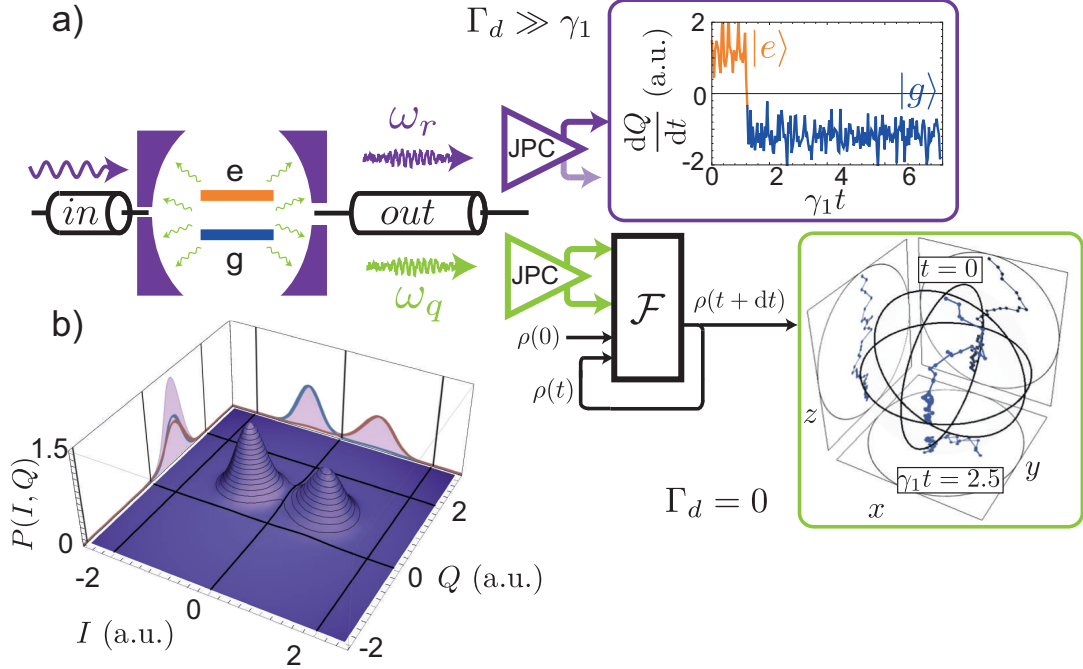 a)
Γ_d ≫ γ_1
dQ/dt (a.u.)
2
0
-2
|e⟩
|g⟩
0 2 4 6
γ_1 t
ω_r
JPC
in
e
g
out
ω_q
JPC
F
ρ(0)
ρ(t)
ρ(t + dt)
t = 0
z
y
x
γ_1 t = 2.5
Γ_d = 0
b)
P(I, Q)
1.5
0
-2
0
2
I (a.u.)
2
0
-2
Q (a.u.)